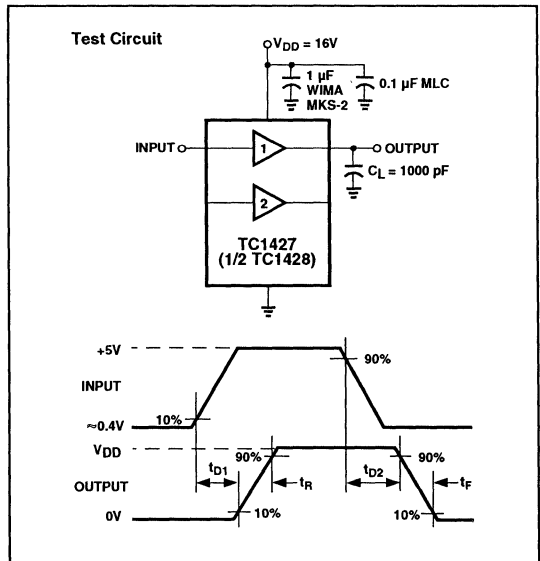 Test Circuit
VDD = 16V
1 µF
WIMA
MKS-2
0.1 µF MLC
INPUT
1
OUTPUT
CL = 1000 pF
2
TC1427
(1/2 TC1428)
+5V
90%
INPUT
10%
≈0.4V
VDD
90%
90%
tD1
tR
tD2
tF
OUTPUT
10%
10%
0V